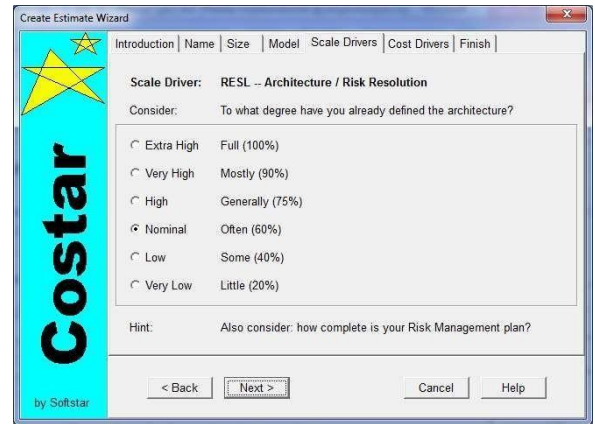 Create Estimate Wizard
Introduction Name Size Model Scale Drivers Cost Drivers Finish
Scale Driver: RESL -- Architecture / Risk Resolution
Consider: To what degree have you already defined the architecture?
Extra High Full (100%)
Very High Mostly (90%)
High Generally (75%)
Nominal Often (60%)
Low Some (40%)
Very Low Little (20%)
Hint: Also consider: how complete is your Risk Management plan?
< Back Next > Cancel Help
Costar
by Softstar